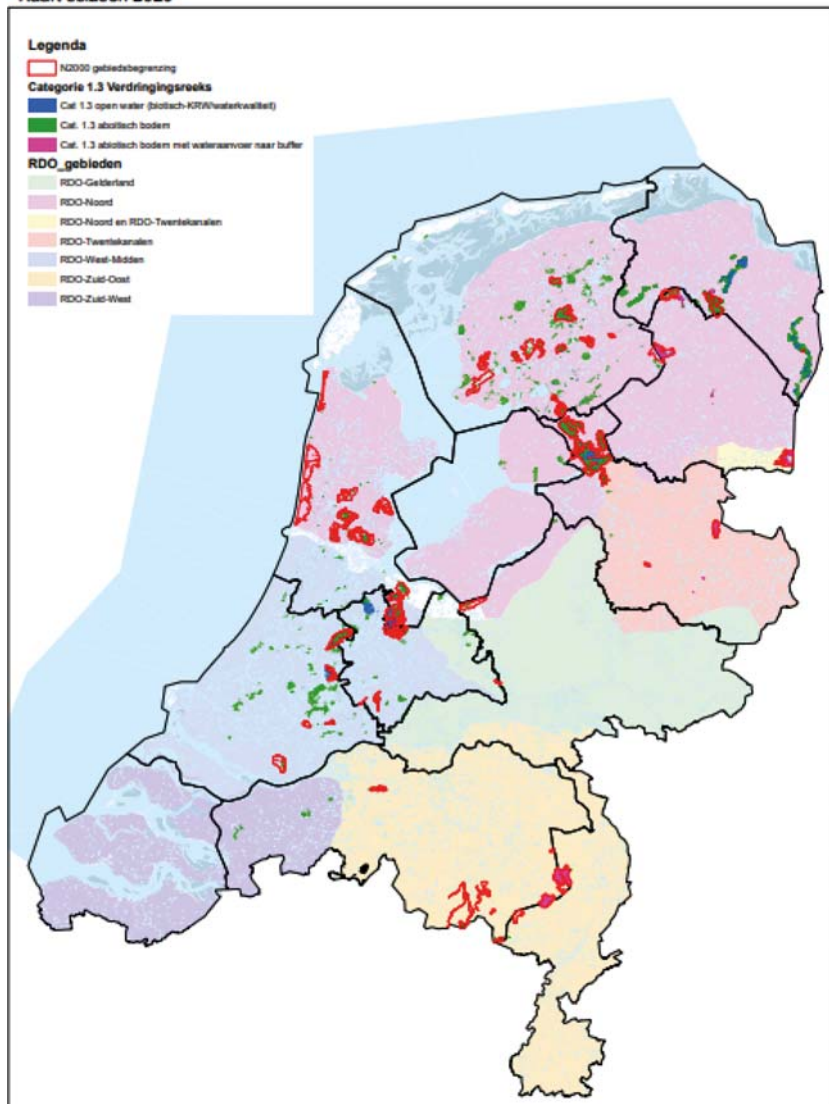 Legenda
N2000 gebiedsbegrenzing
Categorie 1.3 Verdringingsreeks
Cat 1.3 open water (biotisch-KRW/waterkwaliteit)
Cat. 1.3 aboitisch bodem
Cat. 1.3 abiotisch bodem met wateraanvoer naar buffer
RDO_gebieden
RDO-Gelderland
RDO-Noord
RDO-Noord en RDO-Twentekanalen
RDO-Twentekanalen
RDO-West-Midden
RDO-Zuid-Oost
RDO-Zuid-West